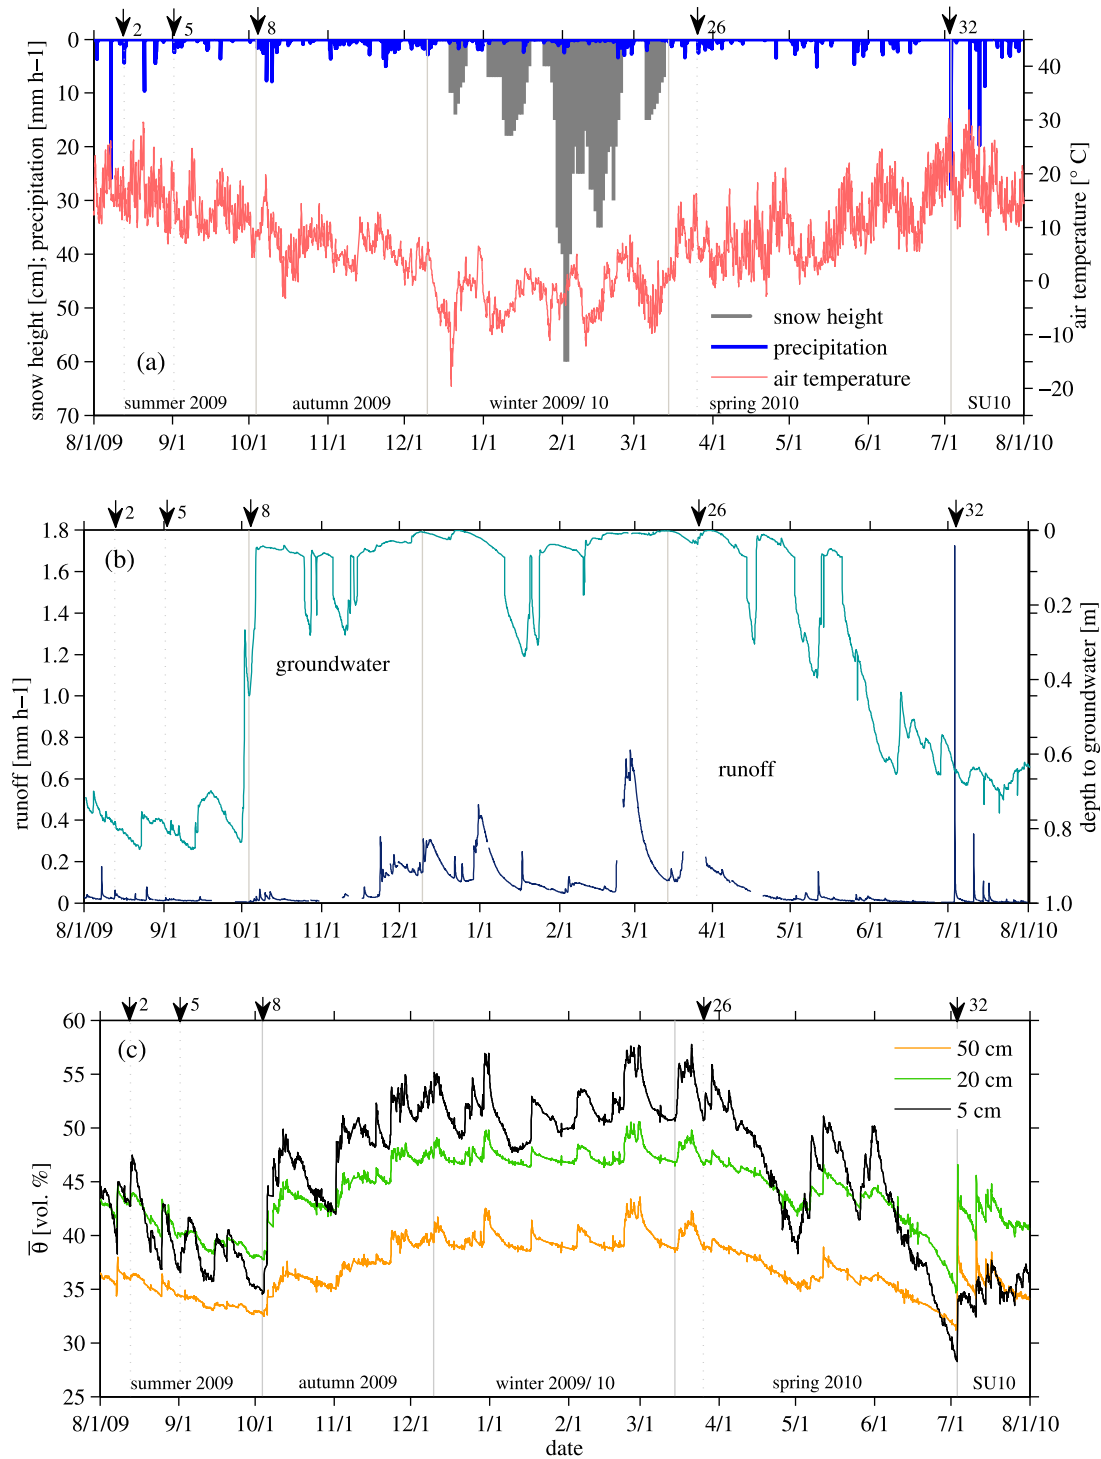 2 5 8 26 32
0 10 20 30 40 50 60 70
snow height [cm]; precipitation [mm h−1]
40 30 20 10 0 −10 −20
air temperature [° C]
snow height
precipitation
air temperature
(a)
summer 2009 autumn 2009 winter 2009/ 10 spring 2010 SU10
8/1/09 9/1 10/1 11/1 12/1 1/1 2/1 3/1 4/1 5/1 6/1 7/1 8/1/10
2 5 8 26 32
1.8 1.6 1.4 1.2 1.0 0.8 0.6 0.4 0.2 0
runoff [mm h−1]
0 0.2 0.4 0.6 0.8 1.0
depth to groundwater [m]
(b)
groundwater
runoff
8/1/09 9/1 10/1 11/1 12/1 1/1 2/1 3/1 4/1 5/1 6/1 7/1 8/1/10
2 5 8 26 32
60 55 50 45 40 35 30 25
θ [vol. %]
(c)
50 cm
20 cm
5 cm
summer 2009 autumn 2009 winter 2009/ 10 spring 2010 SU10
8/1/09 9/1 10/1 11/1 12/1 1/1 2/1 3/1 4/1 5/1 6/1 7/1 8/1/10
date